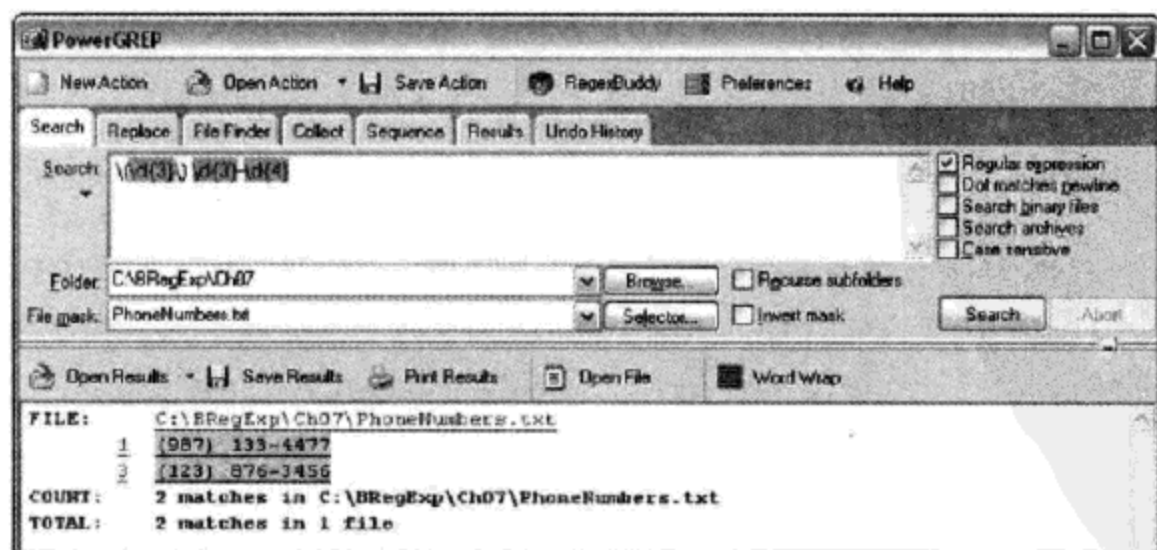 PowerGREP
New Action Open Action Save Action RegexBuddy Preferences Help
Search Replace File Finder Collect Sequence Results Undo History
Search: \(\d{3}\) \d{3}-\d{4}
Regular expression
Dot matches newline
Search binary files
Search archives
Case sensitive
Folder: C:\BRegExp\Ch07 Browse... Recurse subfolders
File mask: PhoneNumbers.txt Selector... Invert mask Search Abort
Open Results Save Results Print Results Open File Word Wrap
FILE: C:\BRegExp\Ch07\PhoneNumbers.txt
1 (987) 133-4477
3 (123) 876-3456
COUNT: 2 matches in C:\BRegExp\Ch07\PhoneNumbers.txt
TOTAL: 2 matches in 1 file